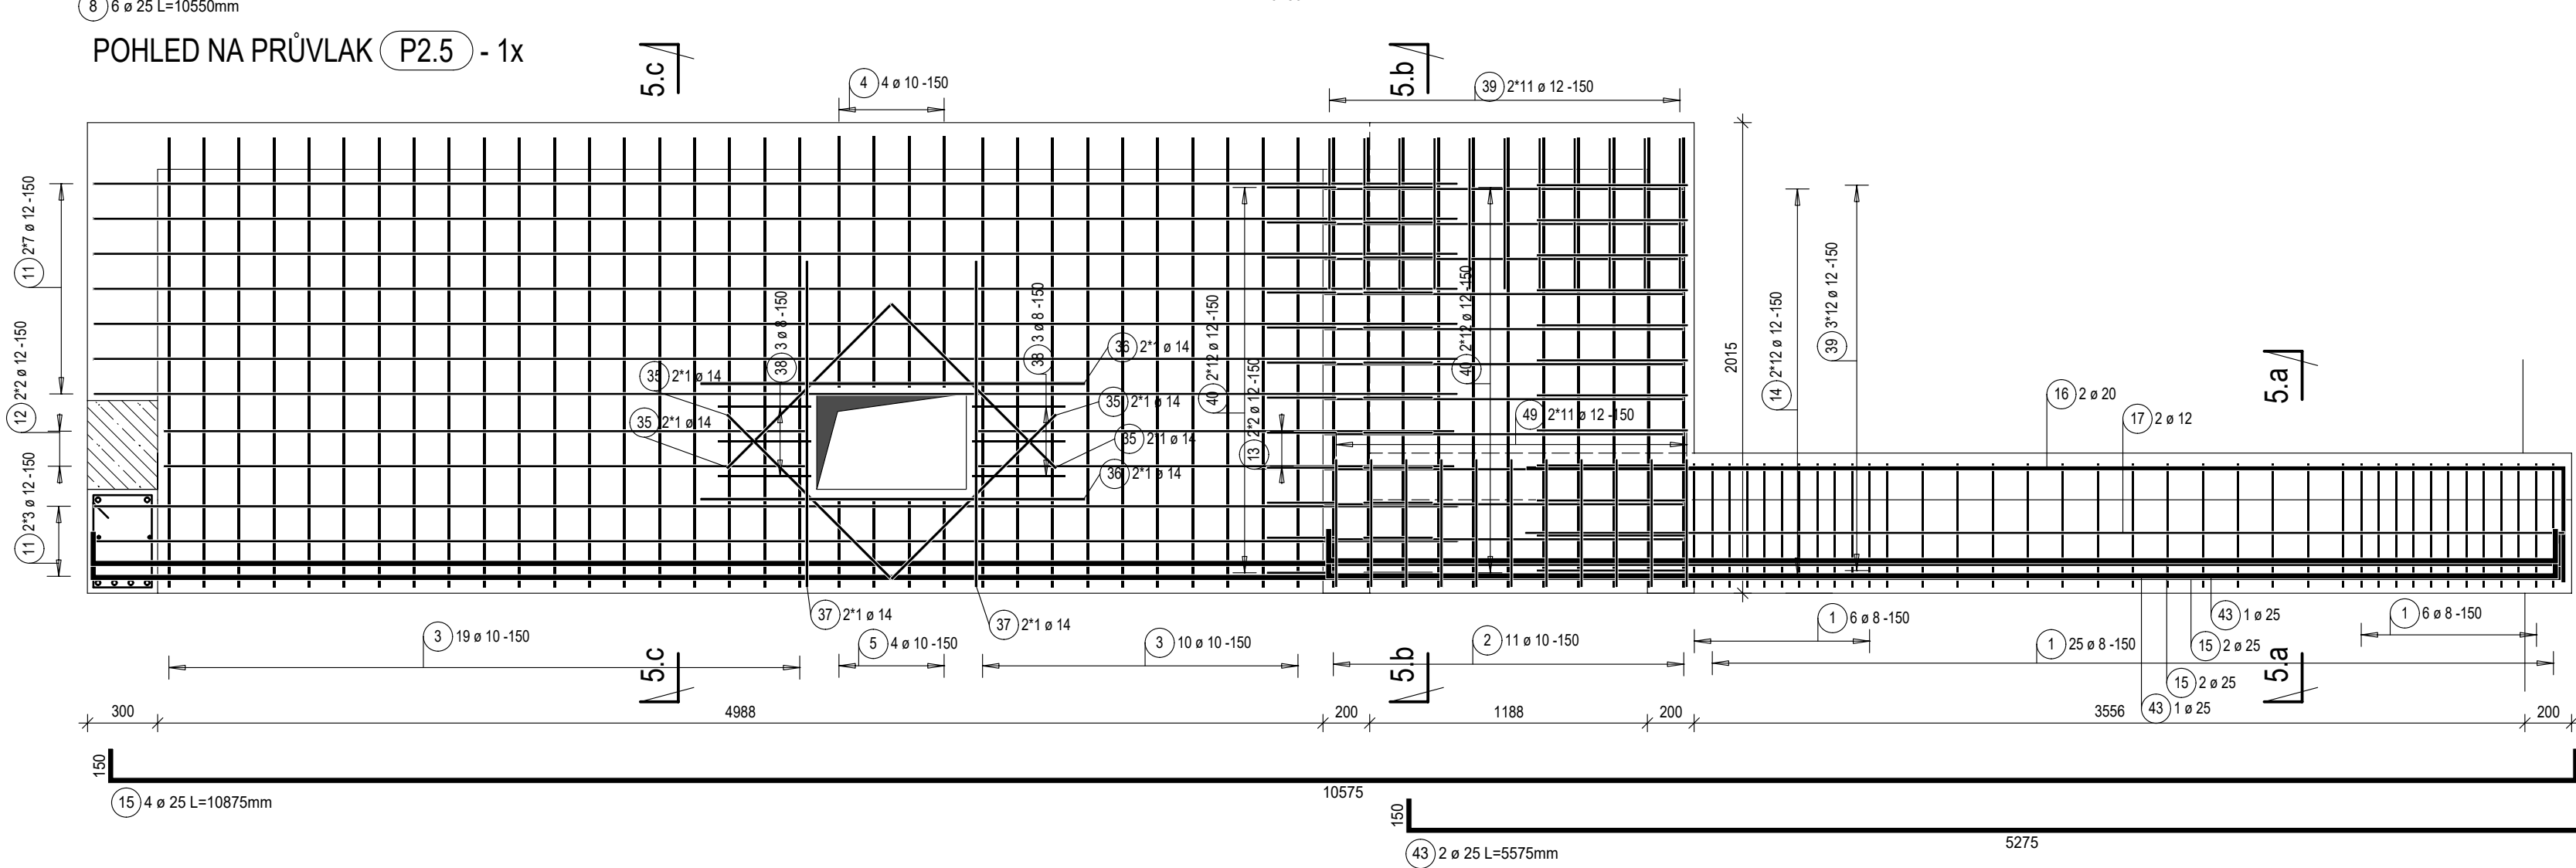 8 6 ø 25 L=10550mm
POHLED NA PRŮVLAK P2.5 - 1x
5.c
5.b
4 4 ø 10 -150
39 2*11 ø 12 -150
11 2*7 ø 12 -150
12 2*2 ø 12 -150
11 2*3 ø 12 -150
38 3 ø 8 -150
38 3 ø 8 -150
36 2*1 ø 14
35 2*1 ø 14
35 2*1 ø 14
35 2*1 ø 14
35 2*1 ø 14
36 2*1 ø 14
40 2*12 ø 12 -150
13 2*2 ø 12 -150
40 2*12 ø 12 -150
49 2*11 ø 12 -150
2015
14 2*12 ø 12 -150
39 3*12 ø 12 -150
5.a
16 2 ø 20
17 2 ø 12
37 2*1 ø 14
37 2*1 ø 14
3 19 ø 10 -150
5 4 ø 10 -150
3 10 ø 10 -150
2 11 ø 10 -150
1 6 ø 8 -150
1 25 ø 8 -150
1 6 ø 8 -150
43 1 ø 25
15 2 ø 25
15 2 ø 25
43 1 ø 25
5.c
5.b
5.a
300
4988
200
1188
200
3556
200
150
10575
15 4 ø 25 L=10875mm
150
5275
43 2 ø 25 L=5575mm